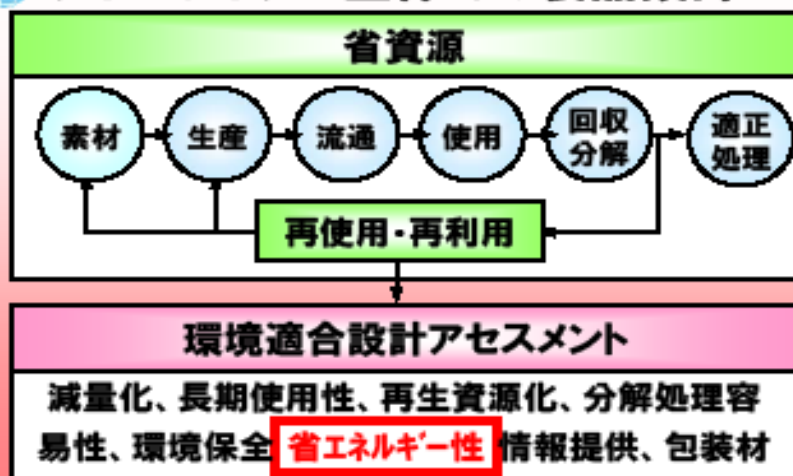 省資源
素材
生産
流通
使用
回収
分解
適正
処理
再使用・再利用
環境適合設計アセスメント
減量化、長期使用性、再生資源化、分解処理容
易性、環境保全 省エネルギー性 情報提供、包装材